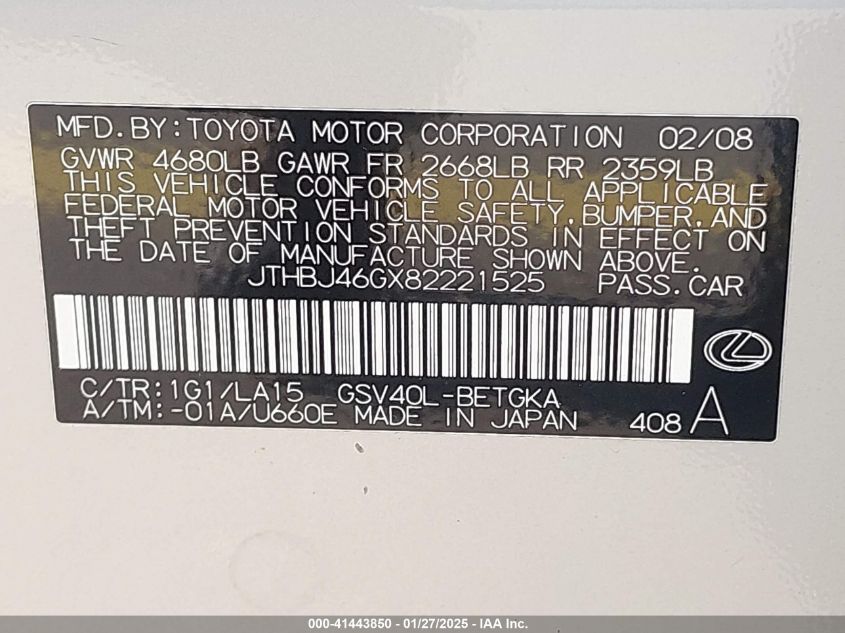 MFD.BY:TOYOTA MOTOR CORPORATION 02/08
GVWR 4680LB GAWR FR 2668LB RR 2359LB
THIS VEHICLE CONFORMS TO ALL APPLICABLE
FEDERAL MOTOR VEHICLE SAFETY, BUMPER, AND
THEFT PREVENTION STANDARDS IN EFFECT ON
THE DATE OF MANUFACTURE SHOWN ABOVE.
JTHBJ46GX82221525 PASS.CAR
C/TR:1G1/LA15 GSV40L-BETGKA
A/TM:-01A/U660E MADE IN JAPAN 408 A
000-41443850 - 01/27/2025 - IAA Inc.